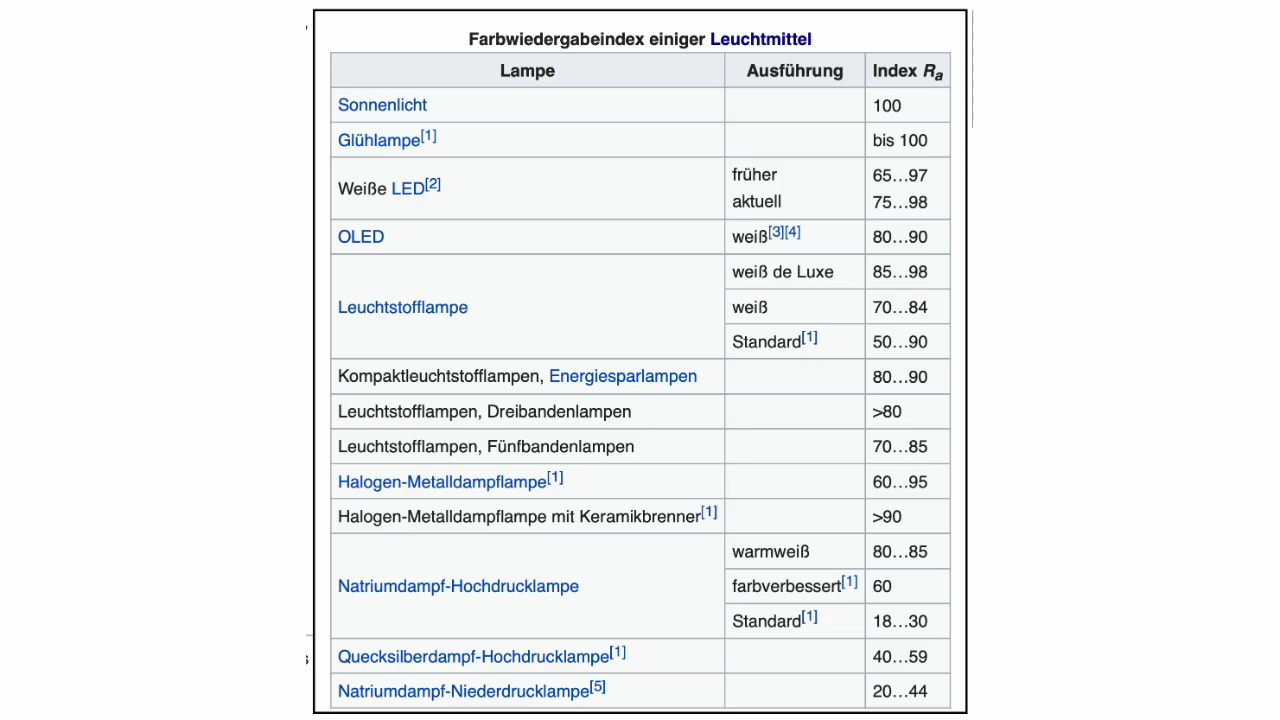 Farbwiedergabeindex einiger Leuchtmittel
Lampe Ausführung Index Ra
Sonnenlicht 100
Glühlampe[1] bis 100
Weiße LED[2] früher 65...97
aktuell 75...98
OLED weiß[3][4] 80...90
Leuchtstofflampe weiß de Luxe 85...98
weiß 70...84
Standard[1] 50...90
Kompaktleuchtstofflampen, Energiesparlampen 80...90
Leuchtstofflampen, Dreibandenlampen >80
Leuchtstofflampen, Fünfbandenlampen 70...85
Halogen-Metalldampflampe[1] 60...95
Halogen-Metalldampflampe mit Keramikbrenner[1] >90
Natriumdampf-Hochdrucklampe warmweiß 80...85
farbverbessert[1] 60
Standard[1] 18...30
Quecksilberdampf-Hochdrucklampe[1] 40...59
Natriumdampf-Niederdrucklampe[5] 20...44